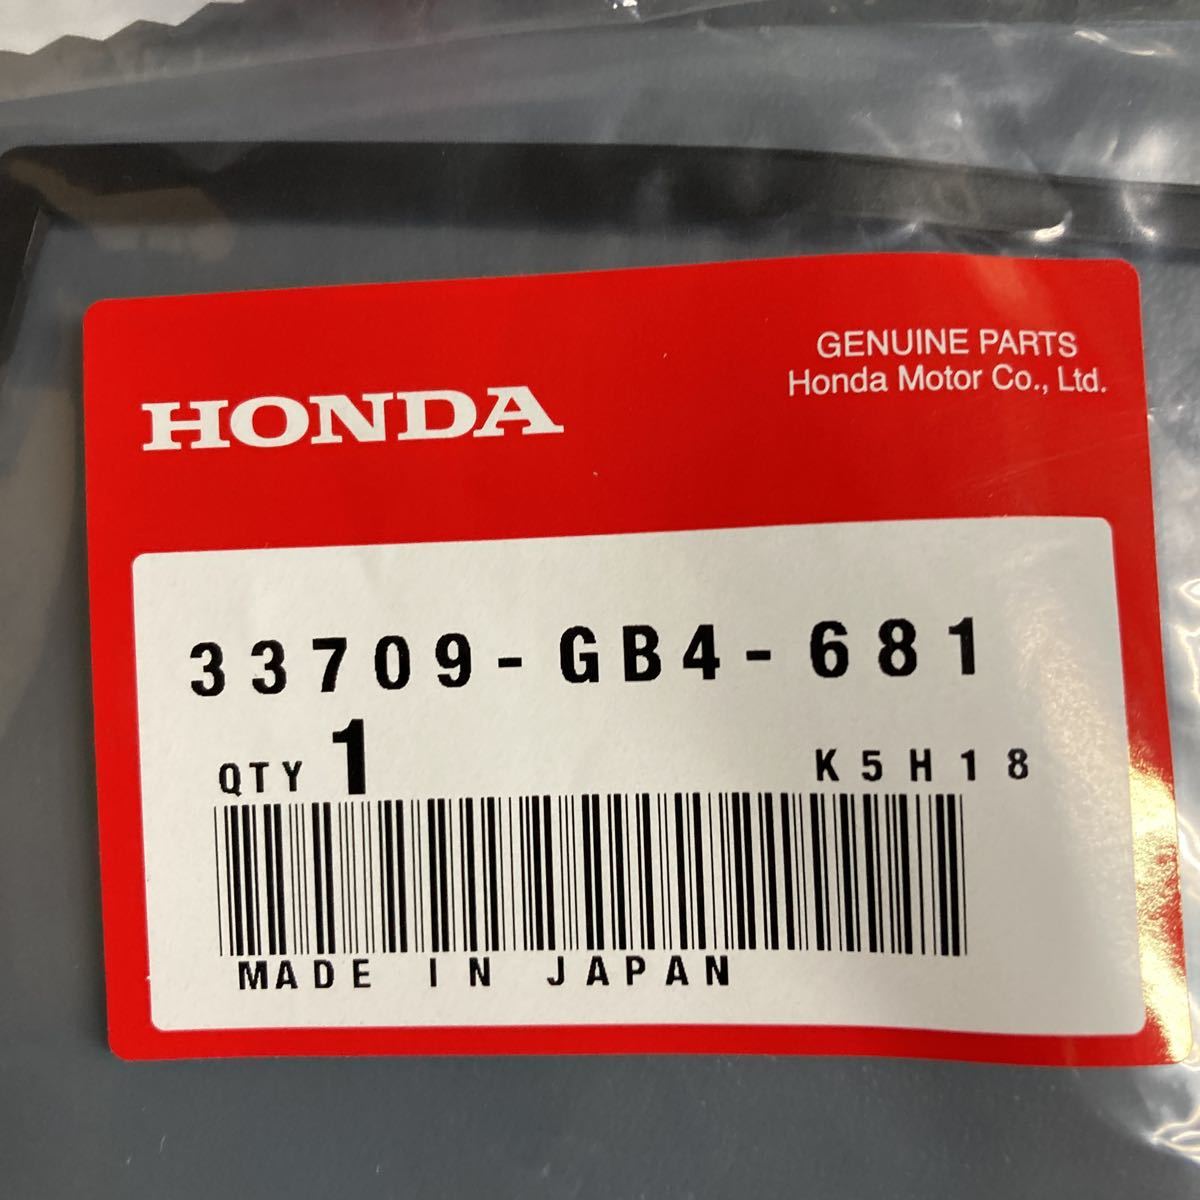 HONDA
GENUINE PARTS
Honda Motor Co., Ltd.
33709-GB4-681
QTY 1
K5H18
MADE IN JAPAN